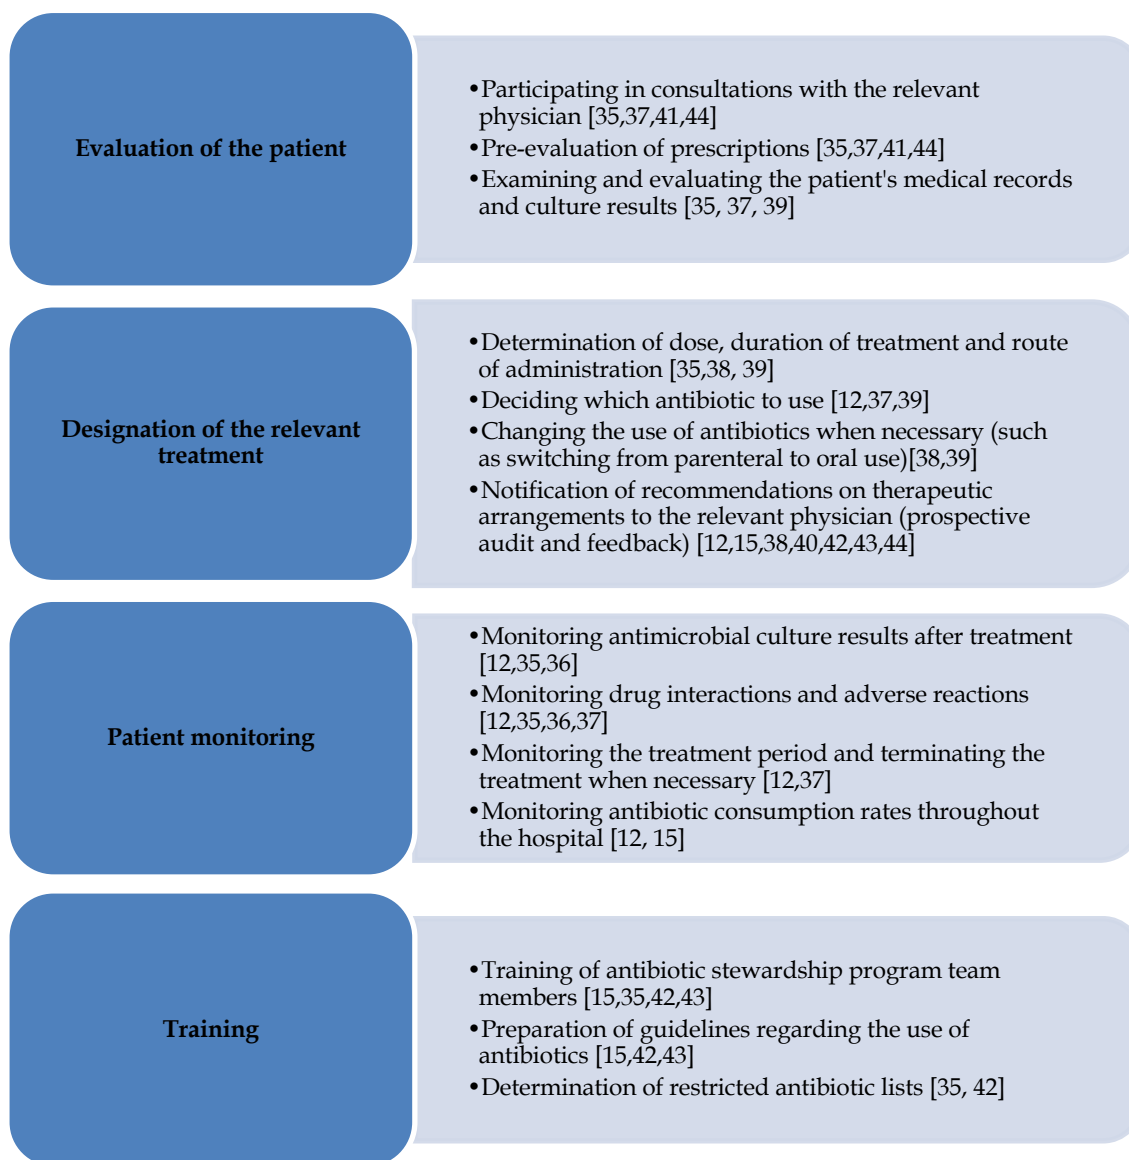 Evaluation of the patient
•Participating in consultations with the relevant
physician [35,37,41,44]
•Pre-evaluation of prescriptions [35,37,41,44]
•Examining and evaluating the patient's medical records
and culture results [35, 37, 39]
Designation of the relevant
treatment
•Determination of dose, duration of treatment and route
of administration [35,38, 39]
•Deciding which antibiotic to use [12,37,39]
•Changing the use of antibiotics when necessary (such
as switching from parenteral to oral use)[38,39]
•Notification of recommendations on therapeutic
arrangements to the relevant physician (prospective
audit and feedback) [12,15,38,40,42,43,44]
Patient monitoring
•Monitoring antimicrobial culture results after treatment
[12,35,36]
•Monitoring drug interactions and adverse reactions
[12,35,36,37]
•Monitoring the treatment period and terminating the
treatment when necessary [12,37]
•Monitoring antibiotic consumption rates throughout
the hospital [12, 15]
Training
•Training of antibiotic stewardship program team
members [15,35,42,43]
•Preparation of guidelines regarding the use of
antibiotics [15,42,43]
•Determination of restricted antibiotic lists [35, 42]